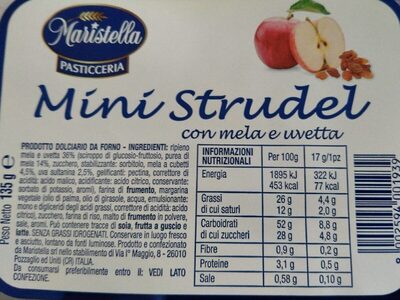 Maristella
PASTICCERIA
Mini Strudel
con mela e uvetta
PRODOTTO DOLCIARIO DA FORNO - INGREDIENTI: ripieno
mela e uvetta 36% (sciroppo di glucosio-fruttosio, purea di
mela 14%, zucchero, stabilizzante: sorbitolo, mela a cubetti
4,5%, uva sultanina 2,5%, gelificanti: pectina, correttori di
acidità: acido malico, acidificante: acido citrico, conservante:
sorbato di potassio, aromi), farina di frumento, margarina
vegetale (olio di palma, olio di girasole, acqua, emulsionante:
mono e digliceridi degli acidi grassi, correttore di acidità: acido
citrico), zucchero, farina di riso, malto di frumento in polvere,
sale, aromi. Può contenere tracce di soia, frutta a guscio e
latte. SENZA GRASSI IDROGENATI. Conservare in luogo fresco
e asciutto, lontano da fonti luminose. Prodotto e confezionato
da Maristella srl nello stabilimento di Via I° Maggio, 8 - 26010
Pozzaglio ed Uniti (CR) ITALIA.
Da consumarsi preferibilmente entro il: VEDI LATO
CONFEZIONE.
Peso Netto 135 g e
INFORMAZIONI NUTRIZIONALI Per 100g 17 g/1pz
Energia 1895 kJ 322 kJ
453 kcal 77 kcal
Grassi 26 g 4,4 g
di cui saturi 12 g 2,0 g
Carboidrati 52 g 8,8 g
di cui zuccheri 28 g 4,8 g
Fibre 0,9 g 0,2 g
Proteine 3,1 g 0,5 g
Sale 0,58 g 0,10 g